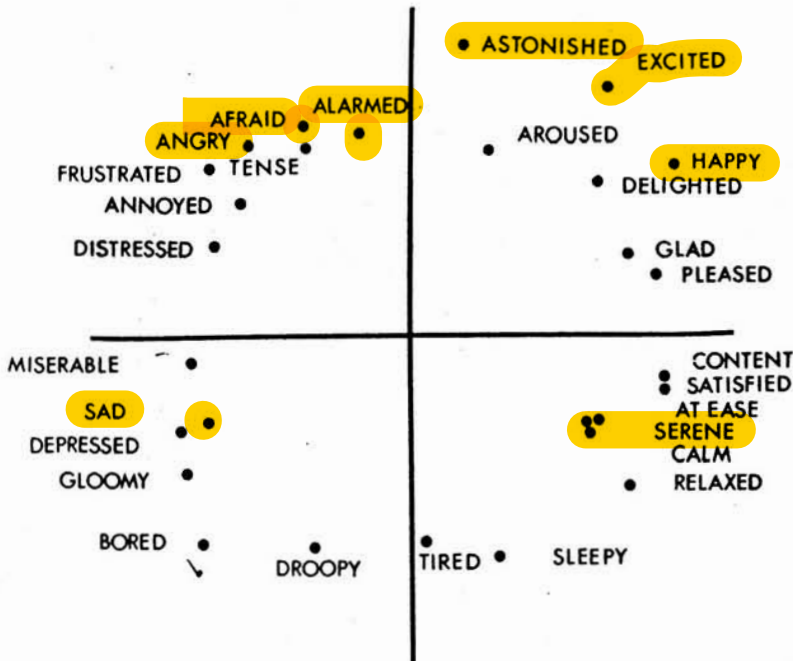 ASTONISHED
EXCITED
ALARMED
AFRAID
ANGRY
AROUSED
TENSE
FRUSTRATED
HAPPY
DELIGHTED
ANNOYED
DISTRESSED
GLAD
PLEASED
MISERABLE
CONTENT
SATISFIED
SAD
AT EASE
SERENE
DEPRESSED
CALM
GLOOMY
RELAXED
BORED
DROOPY
TIRED
SLEEPY